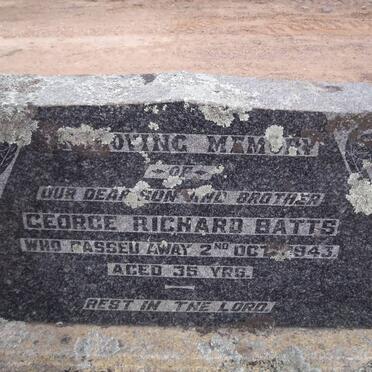 IN LOVING MEMORY
OF
OUR DEAR SON AND BROTHER
GEORGE RICHARD BATTS
WHO PASSED AWAY 2ND OCT. 1943.
AGED 35 YRS.
REST IN THE LORD.